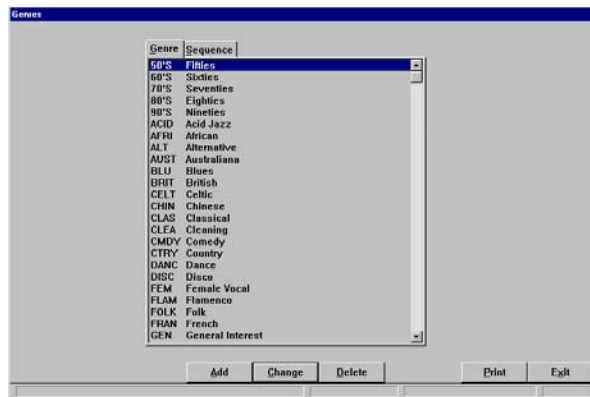 Genres
Genre Sequence
50'S Fifties
60'S Sixties
70'S Seventies
80'S Eighties
90'S Nineties
ACID Acid Jazz
AFRI African
ALT Alternative
AUST Australiana
BLU Blues
BRIT British
CELT Celtic
CHIN Chinese
CLAS Classical
CLEA Cleaning
CMDY Comedy
CTRY Country
DANC Dance
DISC Disco
FEM Female Vocal
FLAM Flamenco
FOLK Folk
FRAN French
GEN General Interest
Add Change Delete Print Exit